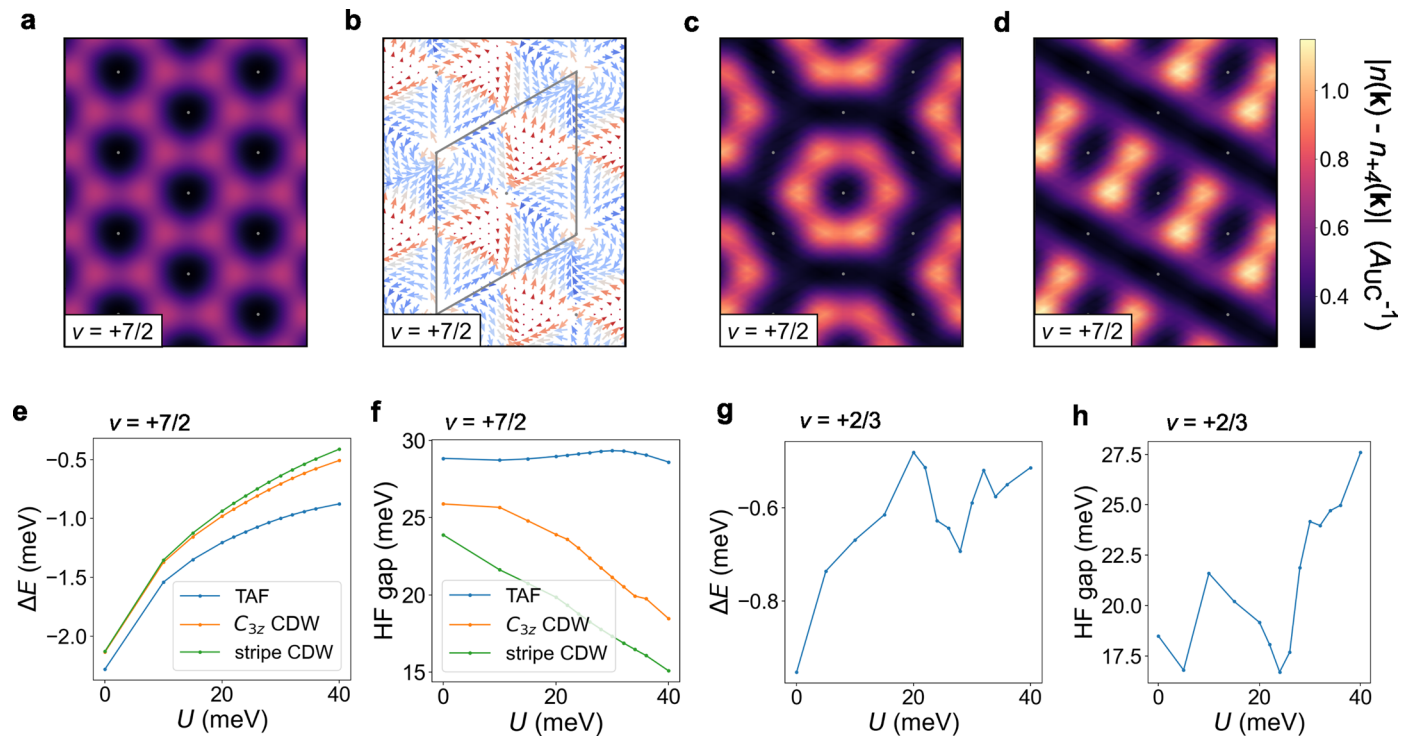 a
b
c
d
ν = +7/2
ν = +7/2
ν = +7/2
ν = +7/2
1.0
0.8
0.6
0.4
|n(k) - n₊₄(k)| (Auc⁻¹)
e
ν = +7/2
ΔE (meV)
−0.5
−1.0
−1.5
−2.0
TAF
C₃z CDW
stripe CDW
0
20
40
U (meV)
f
ν = +7/2
HF gap (meV)
30
25
20
15
TAF
C₃z CDW
stripe CDW
0
20
40
U (meV)
g
ν = +2/3
ΔE (meV)
−0.6
−0.8
0
20
40
U (meV)
h
ν = +2/3
HF gap (meV)
27.5
25.0
22.5
20.0
17.5
0
20
40
U (meV)